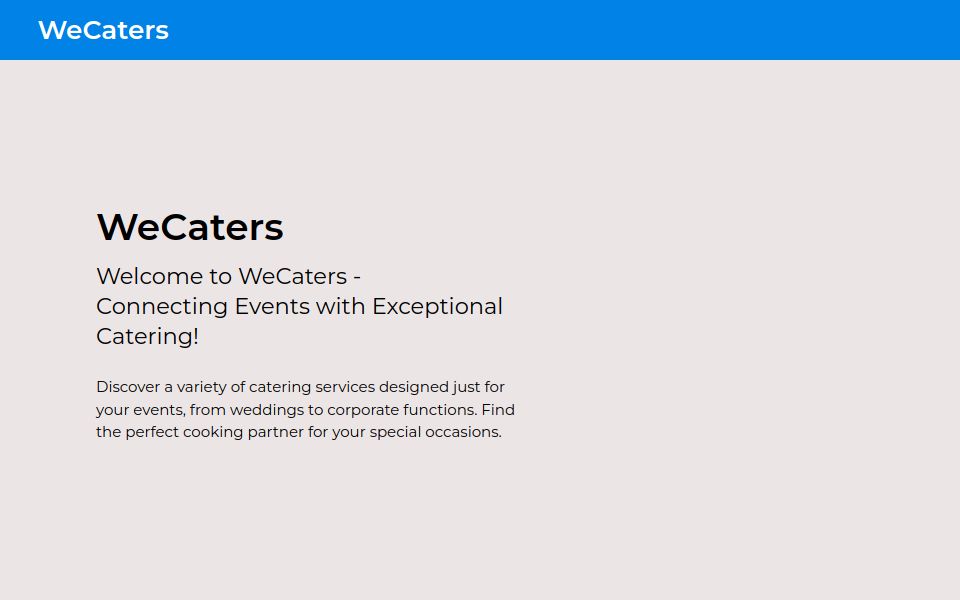 WeCaters
WeCaters
Welcome to WeCaters -
Connecting Events with Exceptional
Catering!
Discover a variety of catering services designed just for
your events, from weddings to corporate functions. Find
the perfect cooking partner for your special occasions.